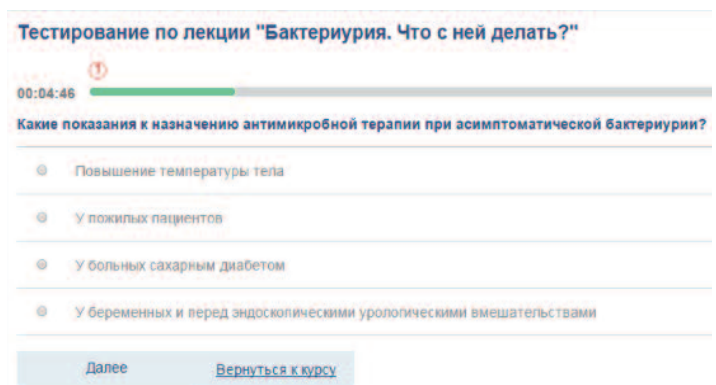 Тестирование по лекции "Бактериурия. Что с ней делать?"
00:04:46
Какие показания к назначению антимикробной терапии при асимптоматической бактериурии?
Повышение температуры тела
У пожилых пациентов
У больных сахарным диабетом
У беременных и перед эндоскопическими урологическими вмешательствами
Далее Вернуться к курсу